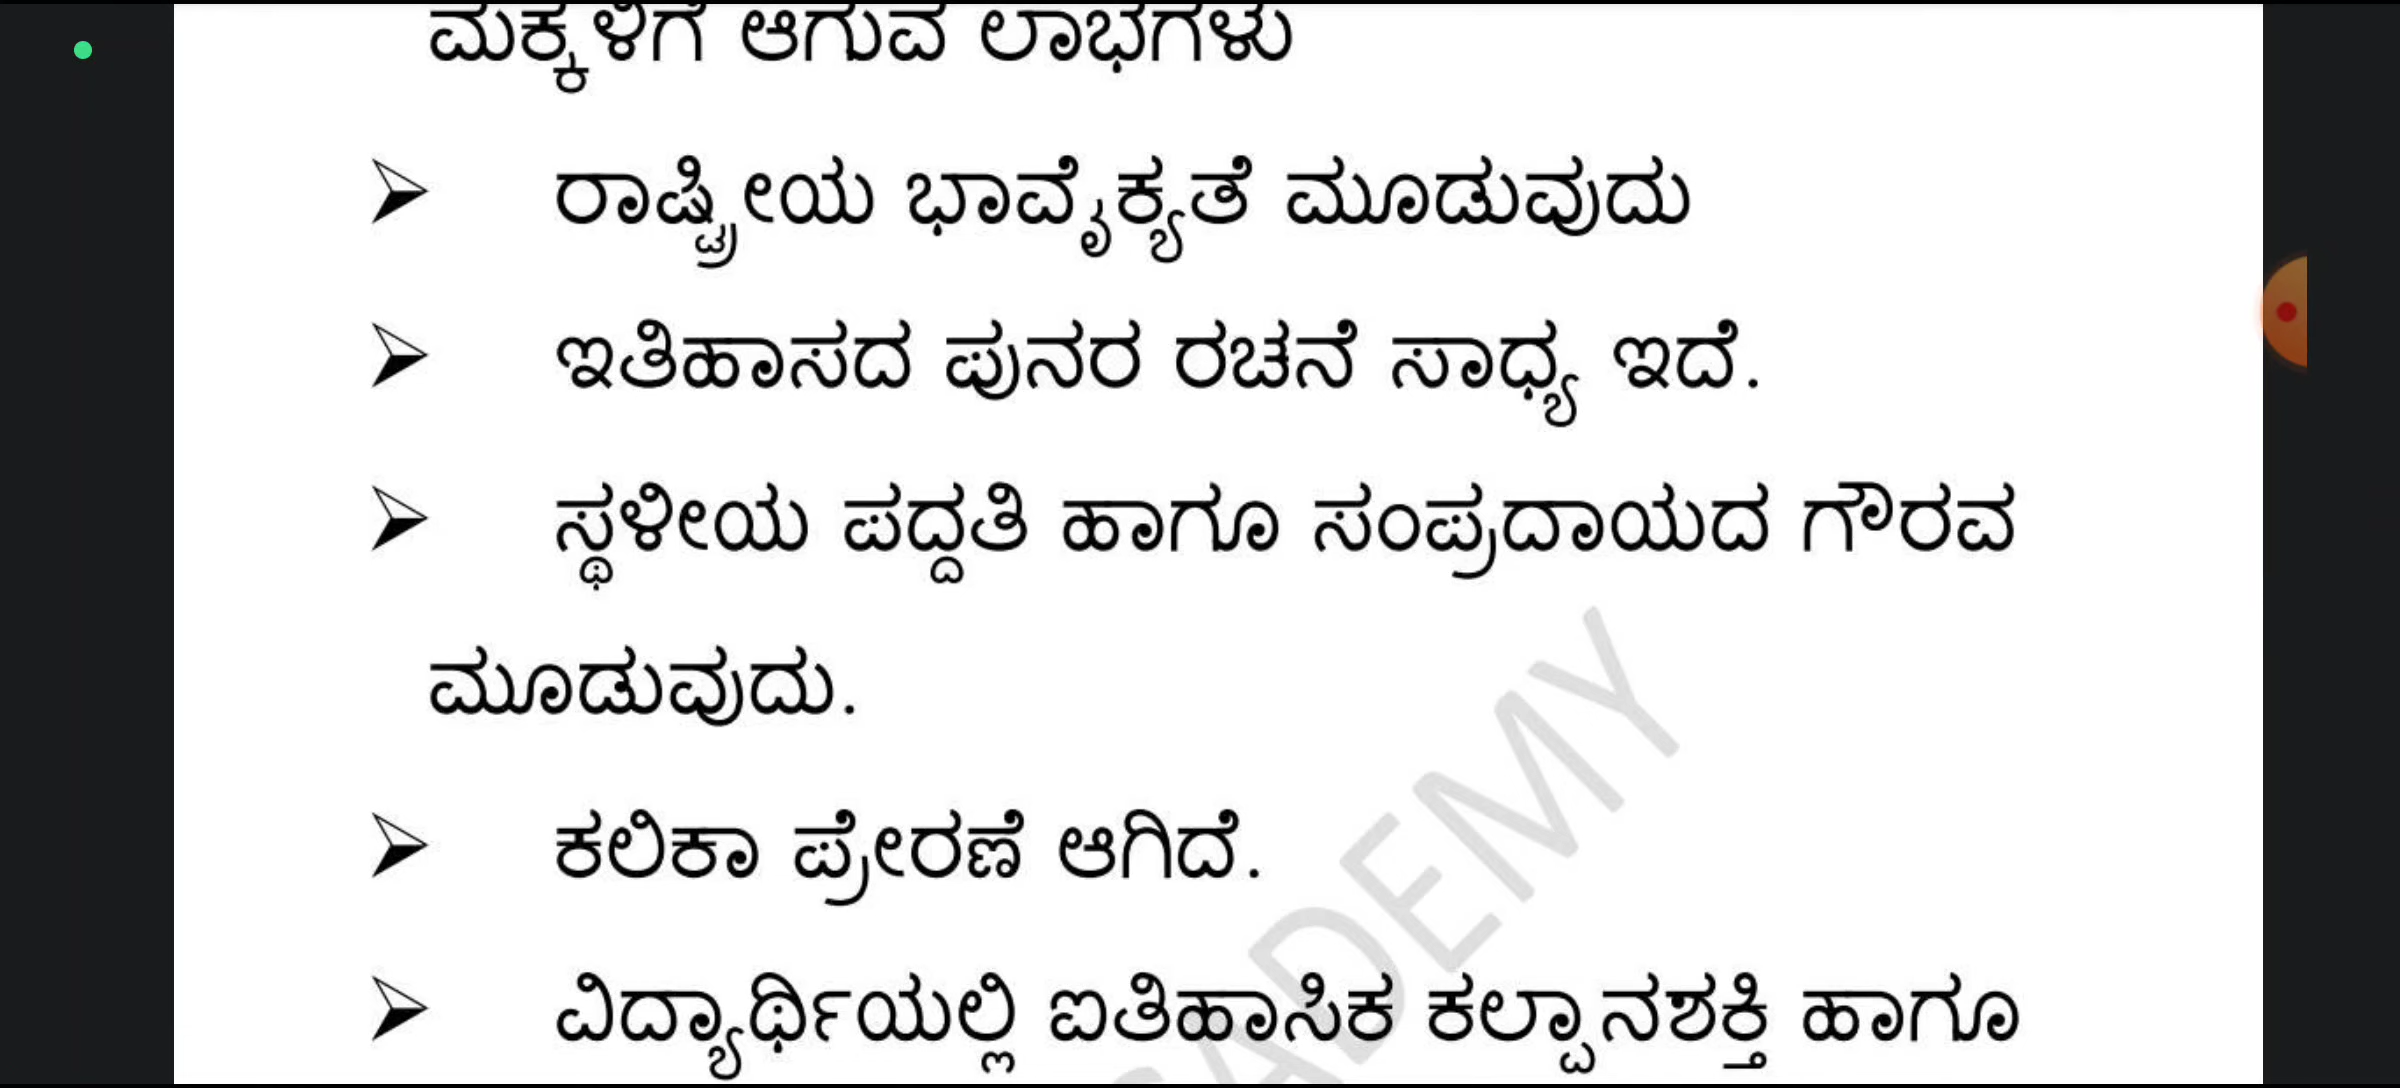 ಮಕ್ಕಳಿಗೆ ಆಗುವ ಲಾಭಗಳು
➢ ರಾಷ್ಟ್ರೀಯ ಭಾವೈಕ್ಯತೆ ಮೂಡುವುದು
➢ ಇತಿಹಾಸದ ಪುನರ ರಚನೆ ಸಾಧ್ಯ ಇದೆ.
➢ ಸ್ಥಳೀಯ ಪದ್ದತಿ ಹಾಗೂ ಸಂಪ್ರದಾಯದ ಗೌರವ
ಮೂಡುವುದು.
➢ ಕಲಿಕಾ ಪ್ರೇರಣೆ ಆಗಿದೆ.
➢ ವಿದ್ಯಾರ್ಥಿಯಲ್ಲಿ ಐತಿಹಾಸಿಕ ಕಲ್ಪಾನಶಕ್ತಿ ಹಾಗೂ